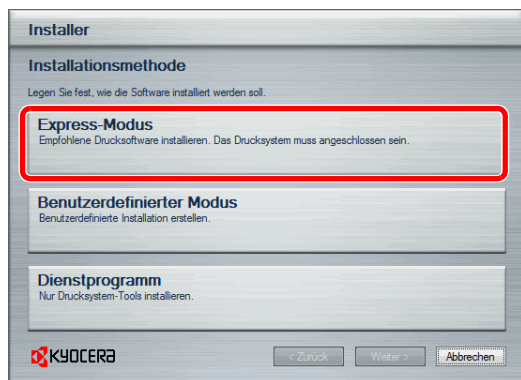 Installer
Installationsmethode
Legen Sie fest, wie die Software installiert werden soll.
Express-Modus
Empfohlene Drucksoftware installieren. Das Drucksystem muss angeschlossen sein.
Benutzerdefinierter Modus
Benutzerdefinierte Installation erstellen.
Dienstprogramm
Nur Drucksystem-Tools installieren.
KYOCERA
< Zurück
Weiter >
Abbrechen